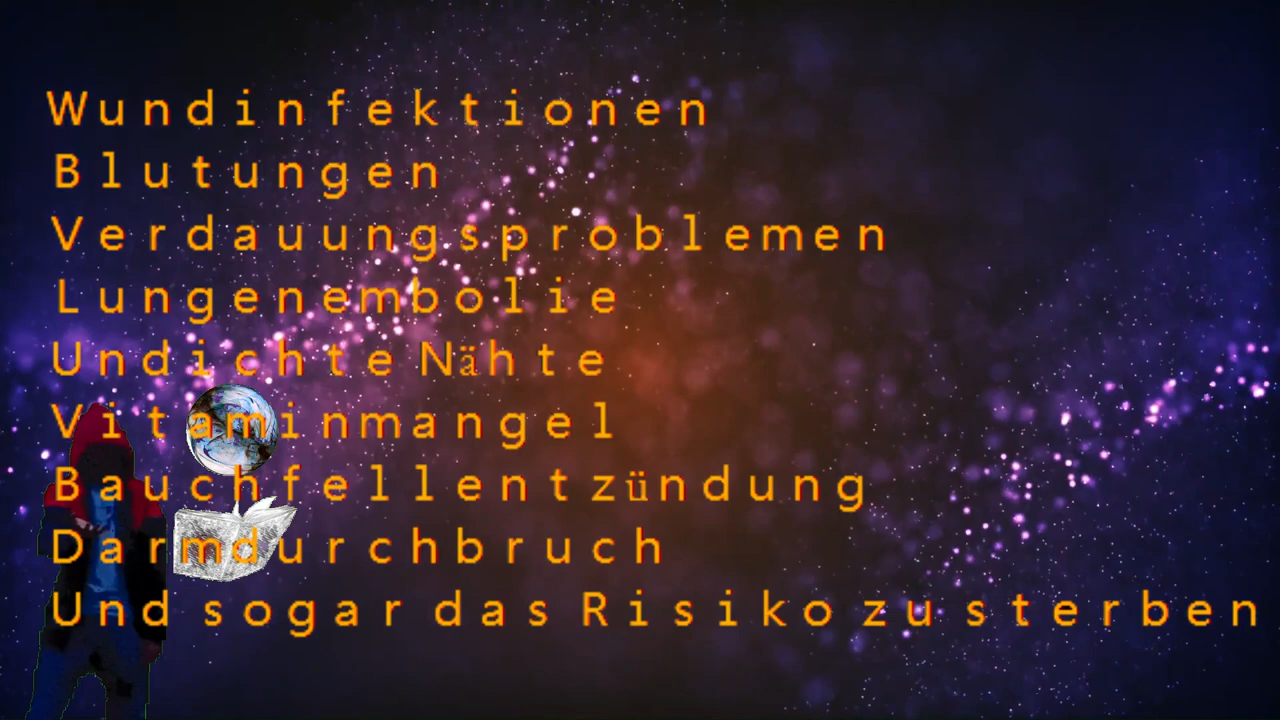 Wundinfektionen
Blutungen
Verdauungsproblemen
Lungenembolie
Undichte Nähte
Vitaminmangel
Bauchfellentzündung
Darmdurchbruch
Und sogar das Risiko zu sterben